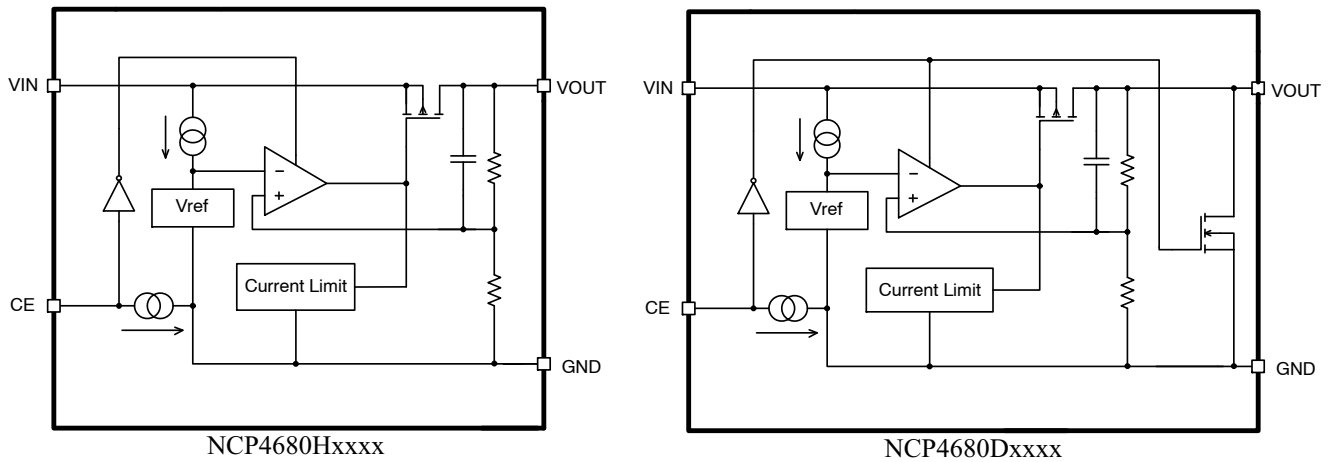 VIN
VOUT
−
+
Vref
Current Limit
CE
GND
NCP4680Hxxxx
VIN
VOUT
−
+
Vref
Current Limit
CE
GND
NCP4680Dxxxx